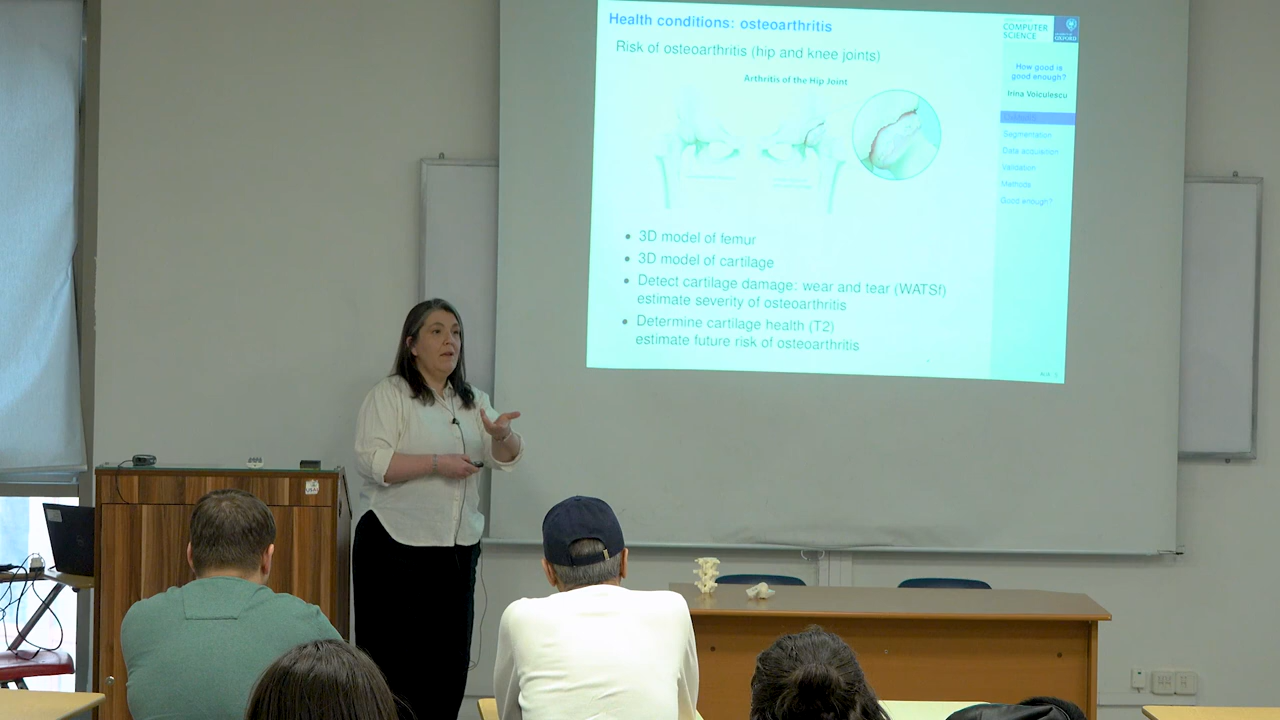 Health conditions: osteoarthritis
Risk of osteoarthritis (hip and knee joints)
Arthritis of the Hip Joint
• 3D model of femur
• 3D model of cartilage
• Detect cartilage damage: wear and tear (WATSf)
estimate severity of osteoarthritis
• Determine cartilage health (T2)
estimate future risk of osteoarthritis
COMPUTER
SCIENCE
OXFORD
How good is
good enough?
Irina Voiculescu
Segmentation
Data acquisition
Validation
Methods
Good enough?